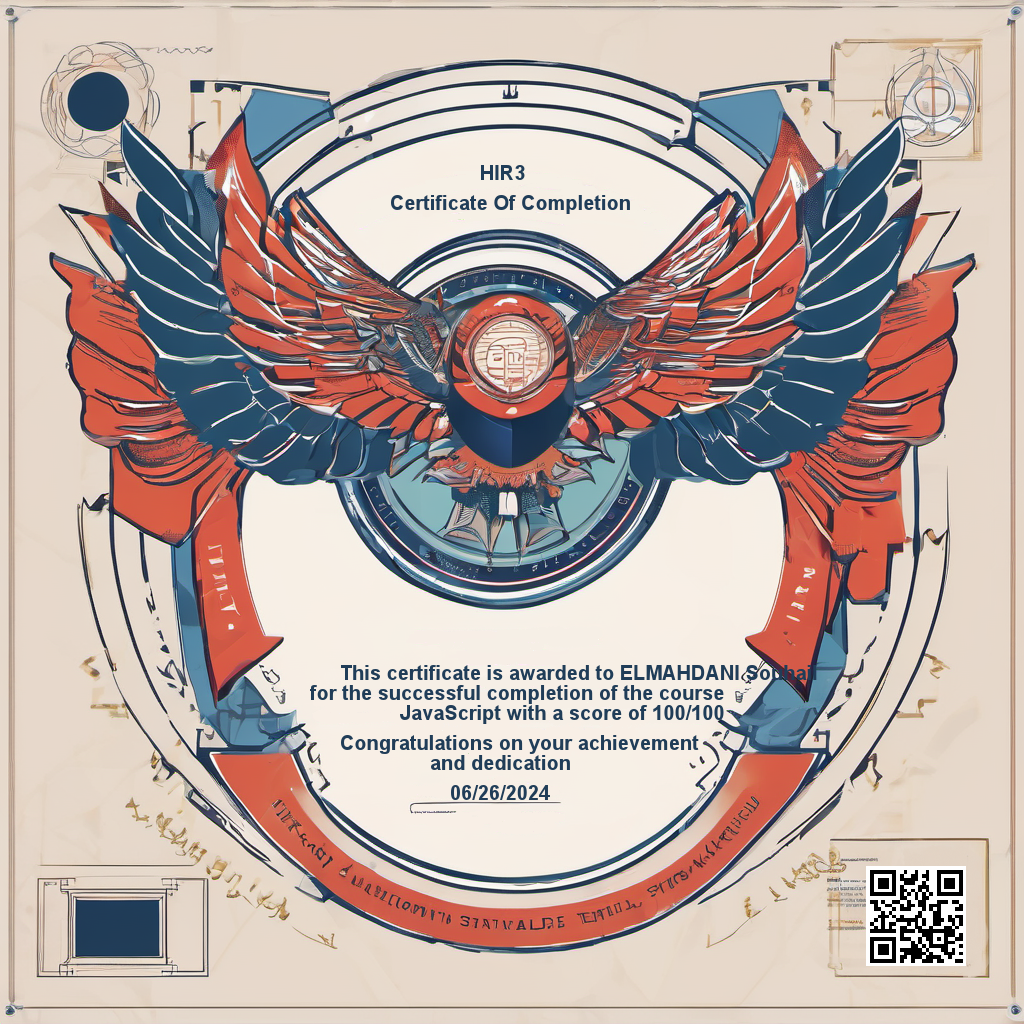 HIR3
Certificate Of Completion
This certificate is awarded to ELMAHDANI Souhail
for the successful completion of the course
JavaScript with a score of 100/100
Congratulations on your achievement
and dedication
06/26/2024